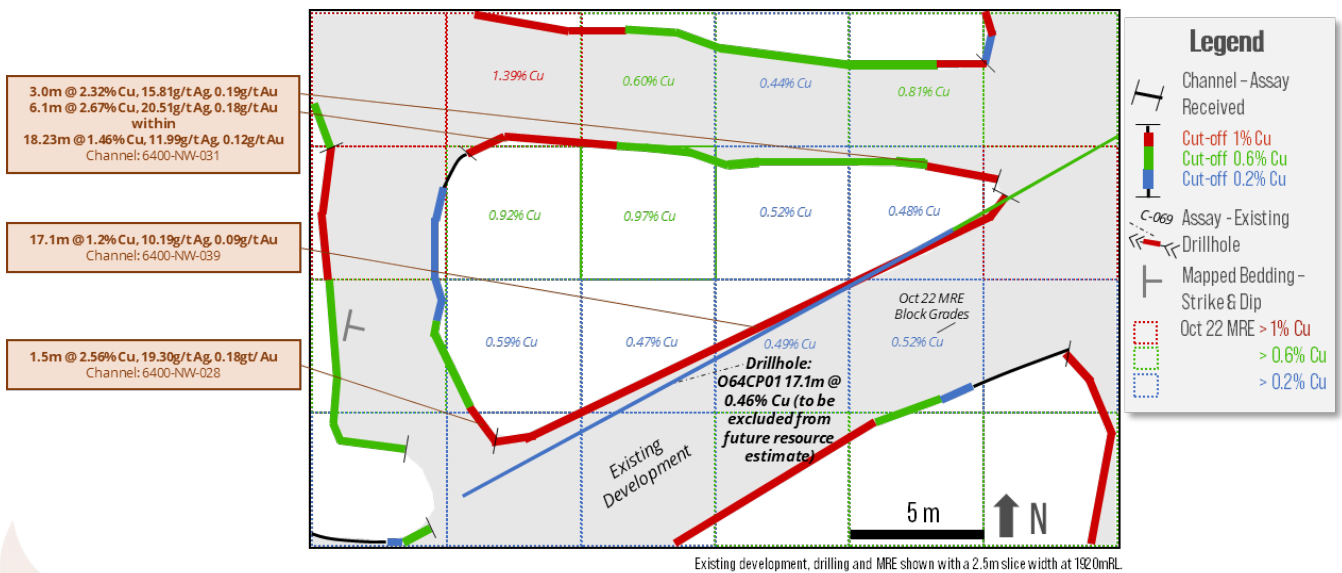 3.0m @ 2.32% Cu, 15.81g/t Ag, 0.19g/t Au
6.1m @ 2.67% Cu, 20.51g/t Ag, 0.18g/t Au
within
18.23m @ 1.46% Cu, 11.99g/t Ag, 0.12g/t Au
Channel: 6400-NW-031
17.1m @ 1.2% Cu, 10.19g/t Ag, 0.09g/t Au
Channel: 6400-NW-039
1.5m @ 2.56% Cu, 19.30g/t Ag, 0.18gt/ Au
Channel: 6400-NW-028
1.39% Cu
0.60% Cu
0.44% Cu
0.81% Cu
0.92% Cu
0.97% Cu
0.52% Cu
0.48% Cu
Oct 22 MRE
Block Grades
0.59% Cu
0.47% Cu
0.49% Cu
0.52% Cu
Drillhole:
O64CP01 17.1m @
0.46% Cu (to be
excluded from
future resource
estimate)
Existing
Development
5 m
N
Legend
Channel – Assay
Received
Cut-off 1% Cu
Cut-off 0.6% Cu
Cut-off 0.2% Cu
C-069
Assay - Existing
Drillhole
Mapped Bedding –
Strike & Dip
Oct 22 MRE > 1% Cu
> 0.6% Cu
> 0.2% Cu
Existing development, drilling and MRE shown with a 2.5m slice width at 1920mRL.